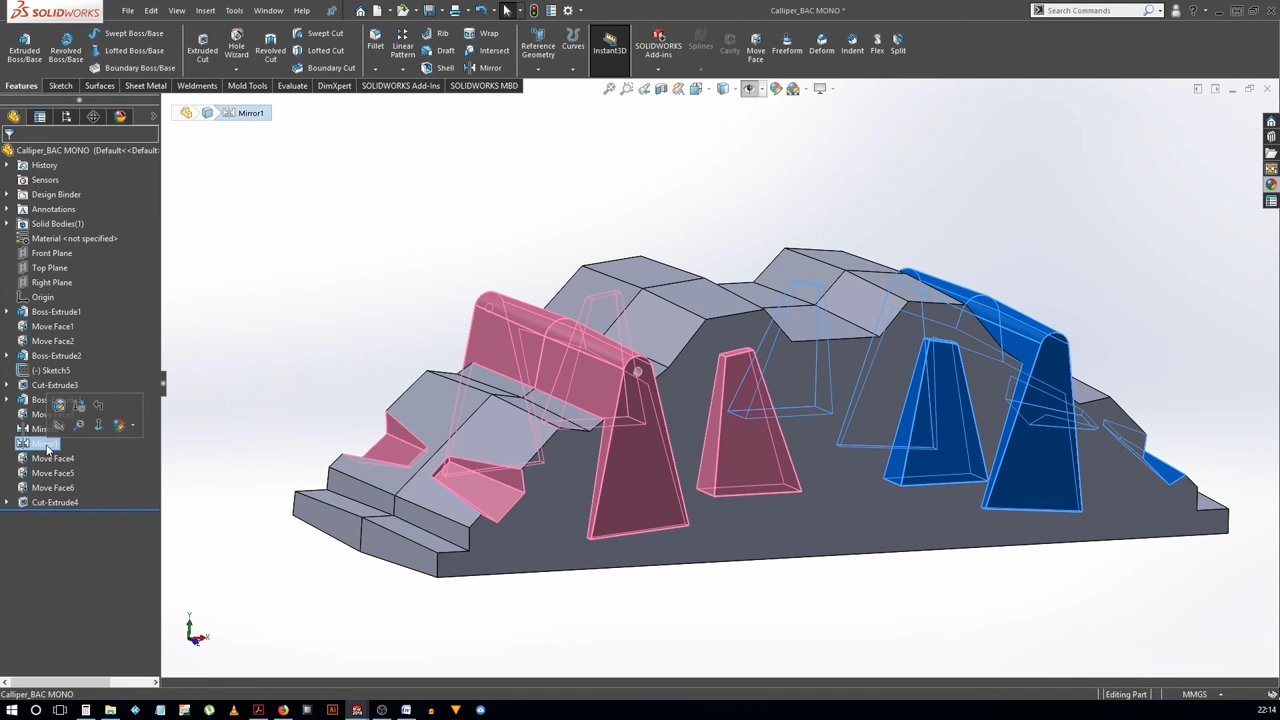 SOLIDWORKS
File Edit View Insert Tools Window Help
Calliper_BAC MONO *
Search Commands
Extruded Boss/Base
Revolved Boss/Base
Swept Boss/Base
Lofted Boss/Base
Boundary Boss/Base
Extruded Cut
Hole Wizard
Revolved Cut
Swept Cut
Lofted Cut
Boundary Cut
Fillet
Linear Pattern
Rib
Draft
Shell
Wrap
Intersect
Mirror
Reference Geometry
Curves
Instant3D
SOLIDWORKS Add-ins
Splines
Cavity
Move Face
Freeform
Deform
Indent
Flex
Split
Features Sketch Surfaces Sheet Metal Weldments Mold Tools Evaluate DimXpert SOLIDWORKS Add-Ins SOLIDWORKS MBD
Mirror1
Calliper_BAC MONO (Default<<Default>
History
Sensors
Design Binder
Annotations
Solid Bodies(1)
Material <not specified>
Front Plane
Top Plane
Right Plane
Origin
Boss-Extrude1
Move Face1
Move Face2
Boss-Extrude2
(-) Sketch5
Cut-Extrude3
Move Face4
Move Face5
Move Face6
Cut-Extrude4
Y
X
Calliper_BAC MONO
Editing Part
MMGS
22:14